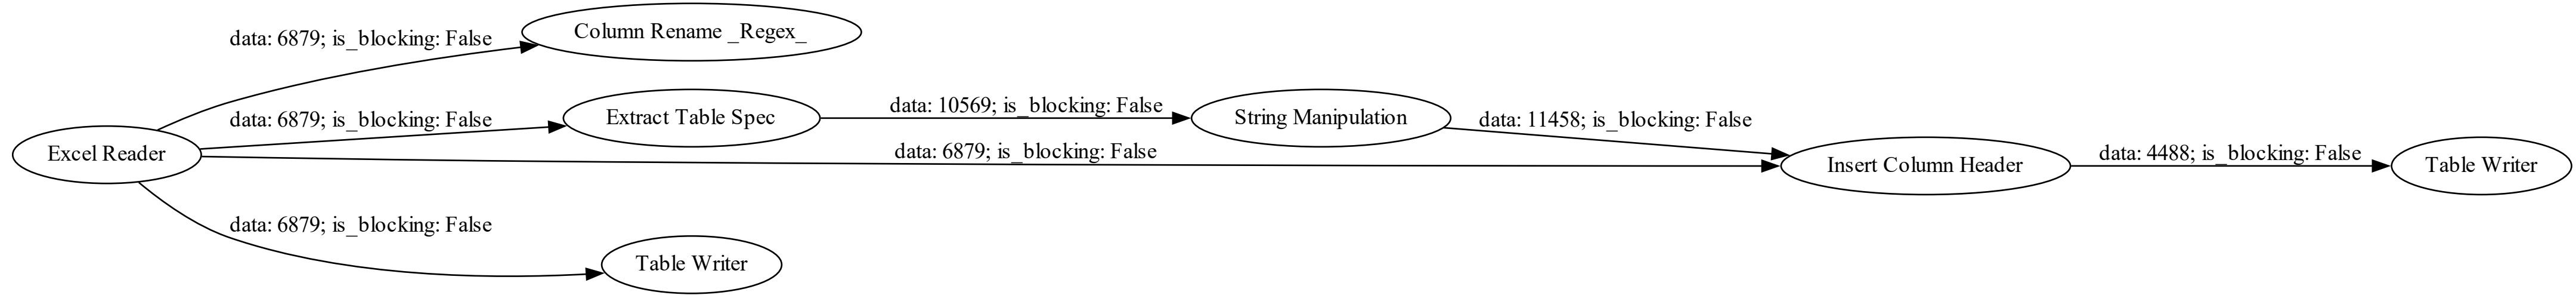 Column Rename _Regex_
data: 6879; is_blocking: False
data: 10569; is_blocking: False
data: 6879; is_blocking: False
Extract Table Spec
String Manipulation
data: 11458; is_blocking: False
Excel Reader
data: 6879; is_blocking: False
Insert Column Header
data: 4488; is_blocking: False
Table Writer
data: 6879; is_blocking: False
Table Writer